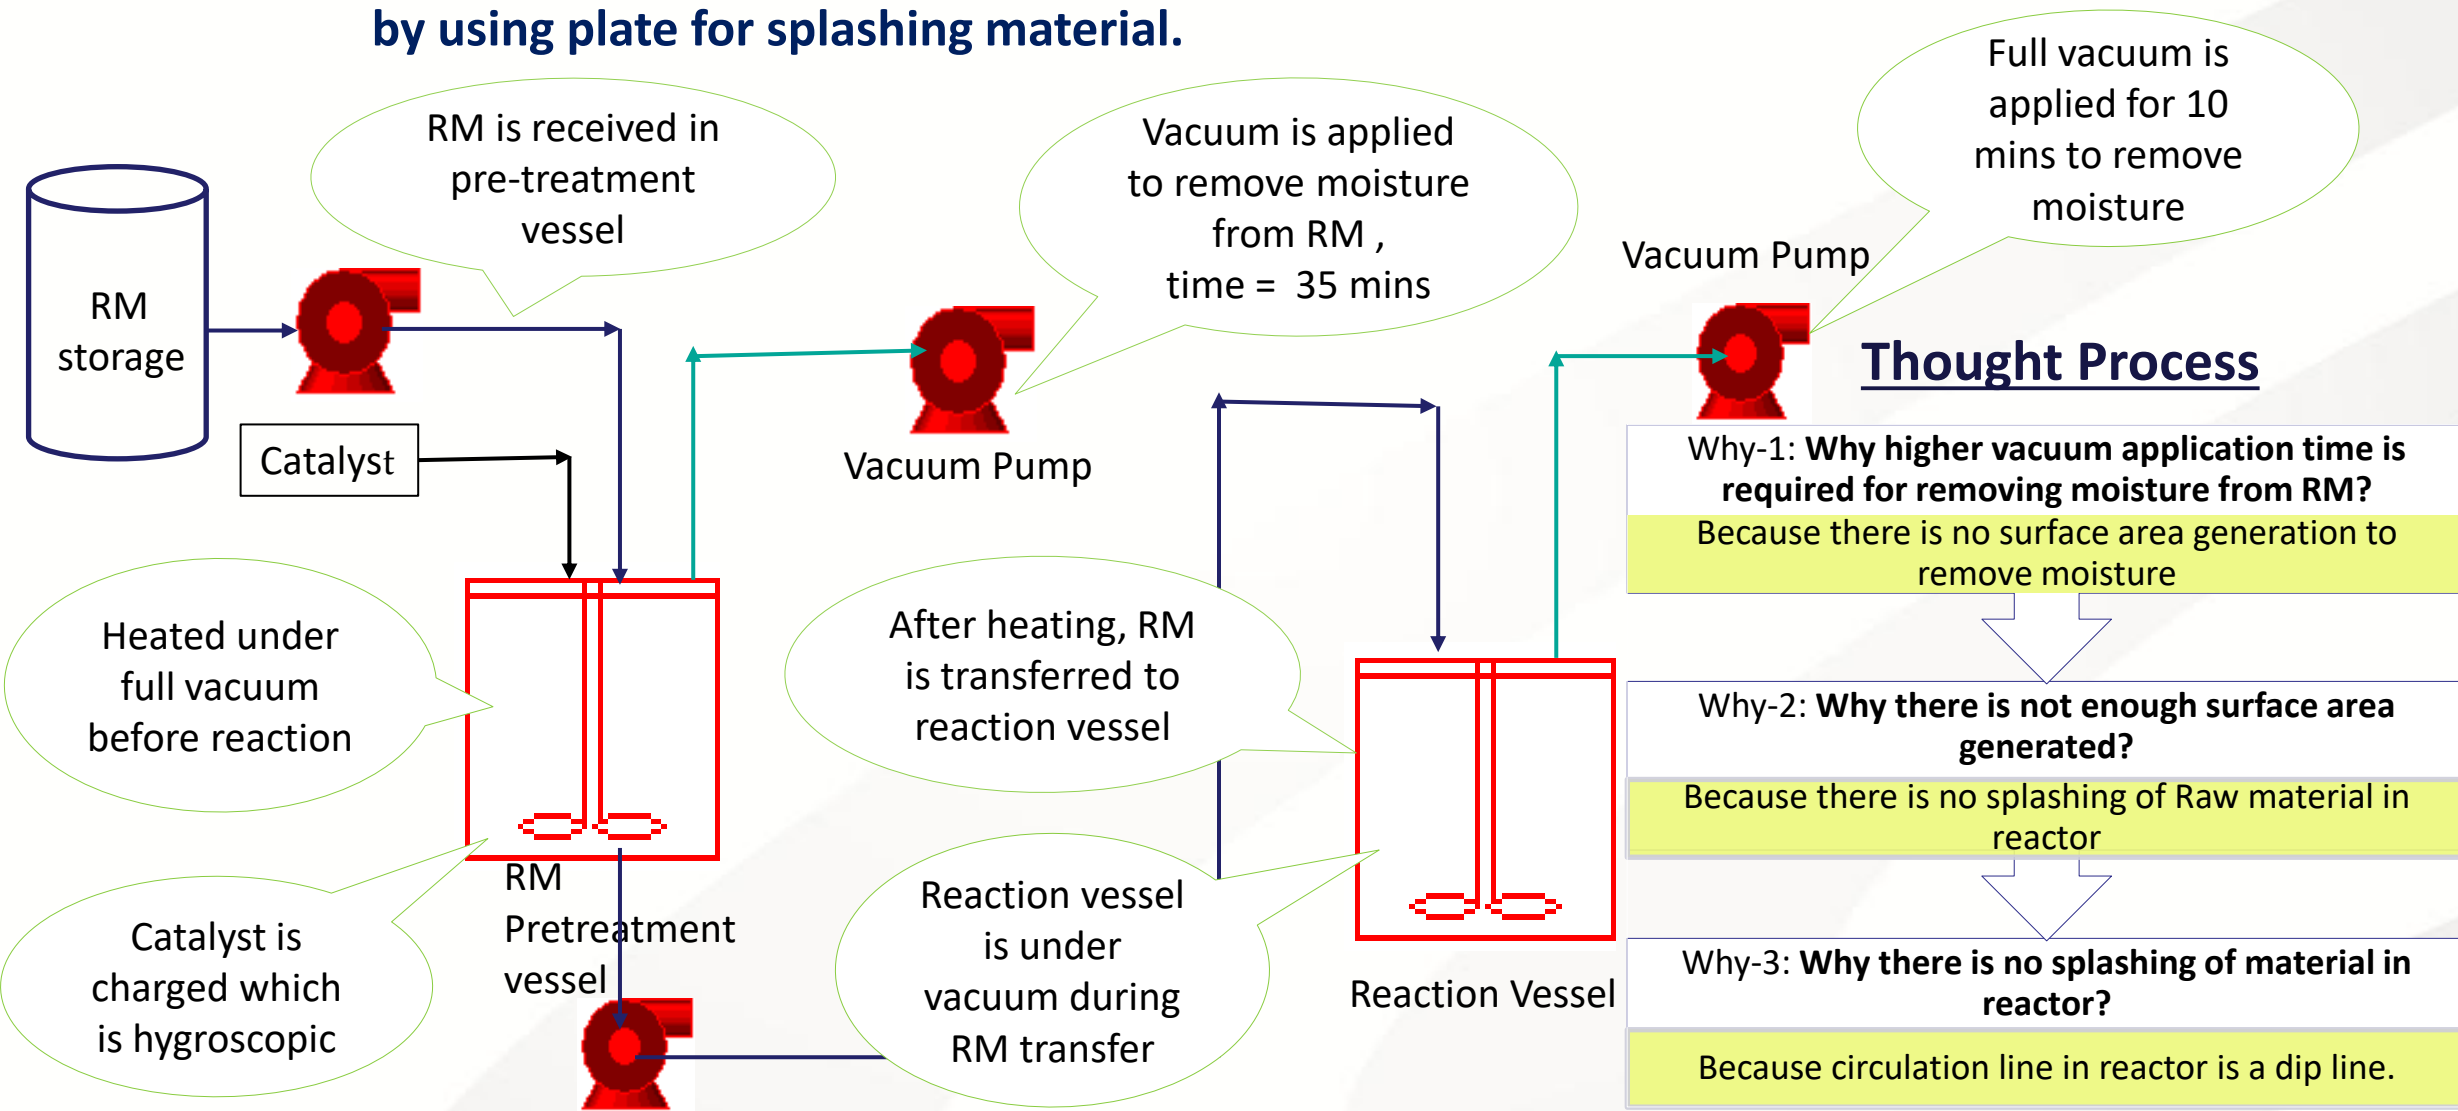 by using plate for splashing material.
RM is received in
pre-treatment
vessel
Vacuum is applied
to remove moisture
from RM ,
time =  35 mins
Full vacuum is
applied for 10
mins to remove
moisture
RM
storage
Vacuum Pump
Catalyst
Vacuum Pump
Heated under
full vacuum
before reaction
After heating, RM
is transferred to
reaction vessel
Catalyst is
charged which
is hygroscopic
RM
Pretreatment
vessel
Reaction vessel
is under
vacuum during
RM transfer
Reaction Vessel
Thought Process
Why-1: Why higher vacuum application time is
required for removing moisture from RM?
Because there is no surface area generation to
remove moisture
Why-2: Why there is not enough surface area
generated?
Because there is no splashing of Raw material in
reactor
Why-3: Why there is no splashing of material in
reactor?
Because circulation line in reactor is a dip line.